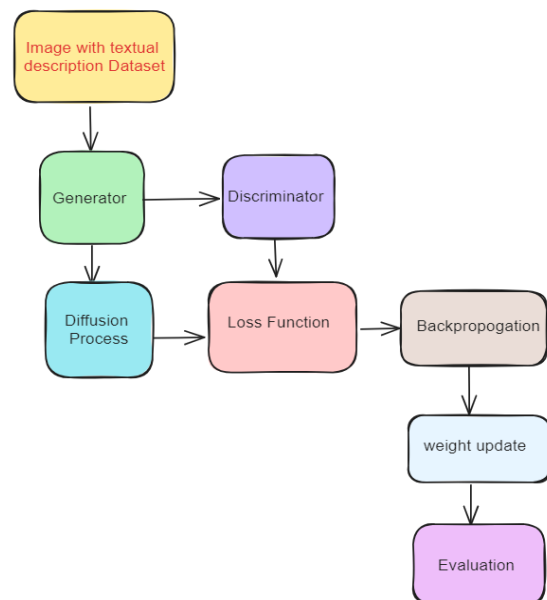 Image with textual
description Dataset
Generator
Discriminator
Diffusion
Process
Loss Function
Backpropogation
weight update
Evaluation